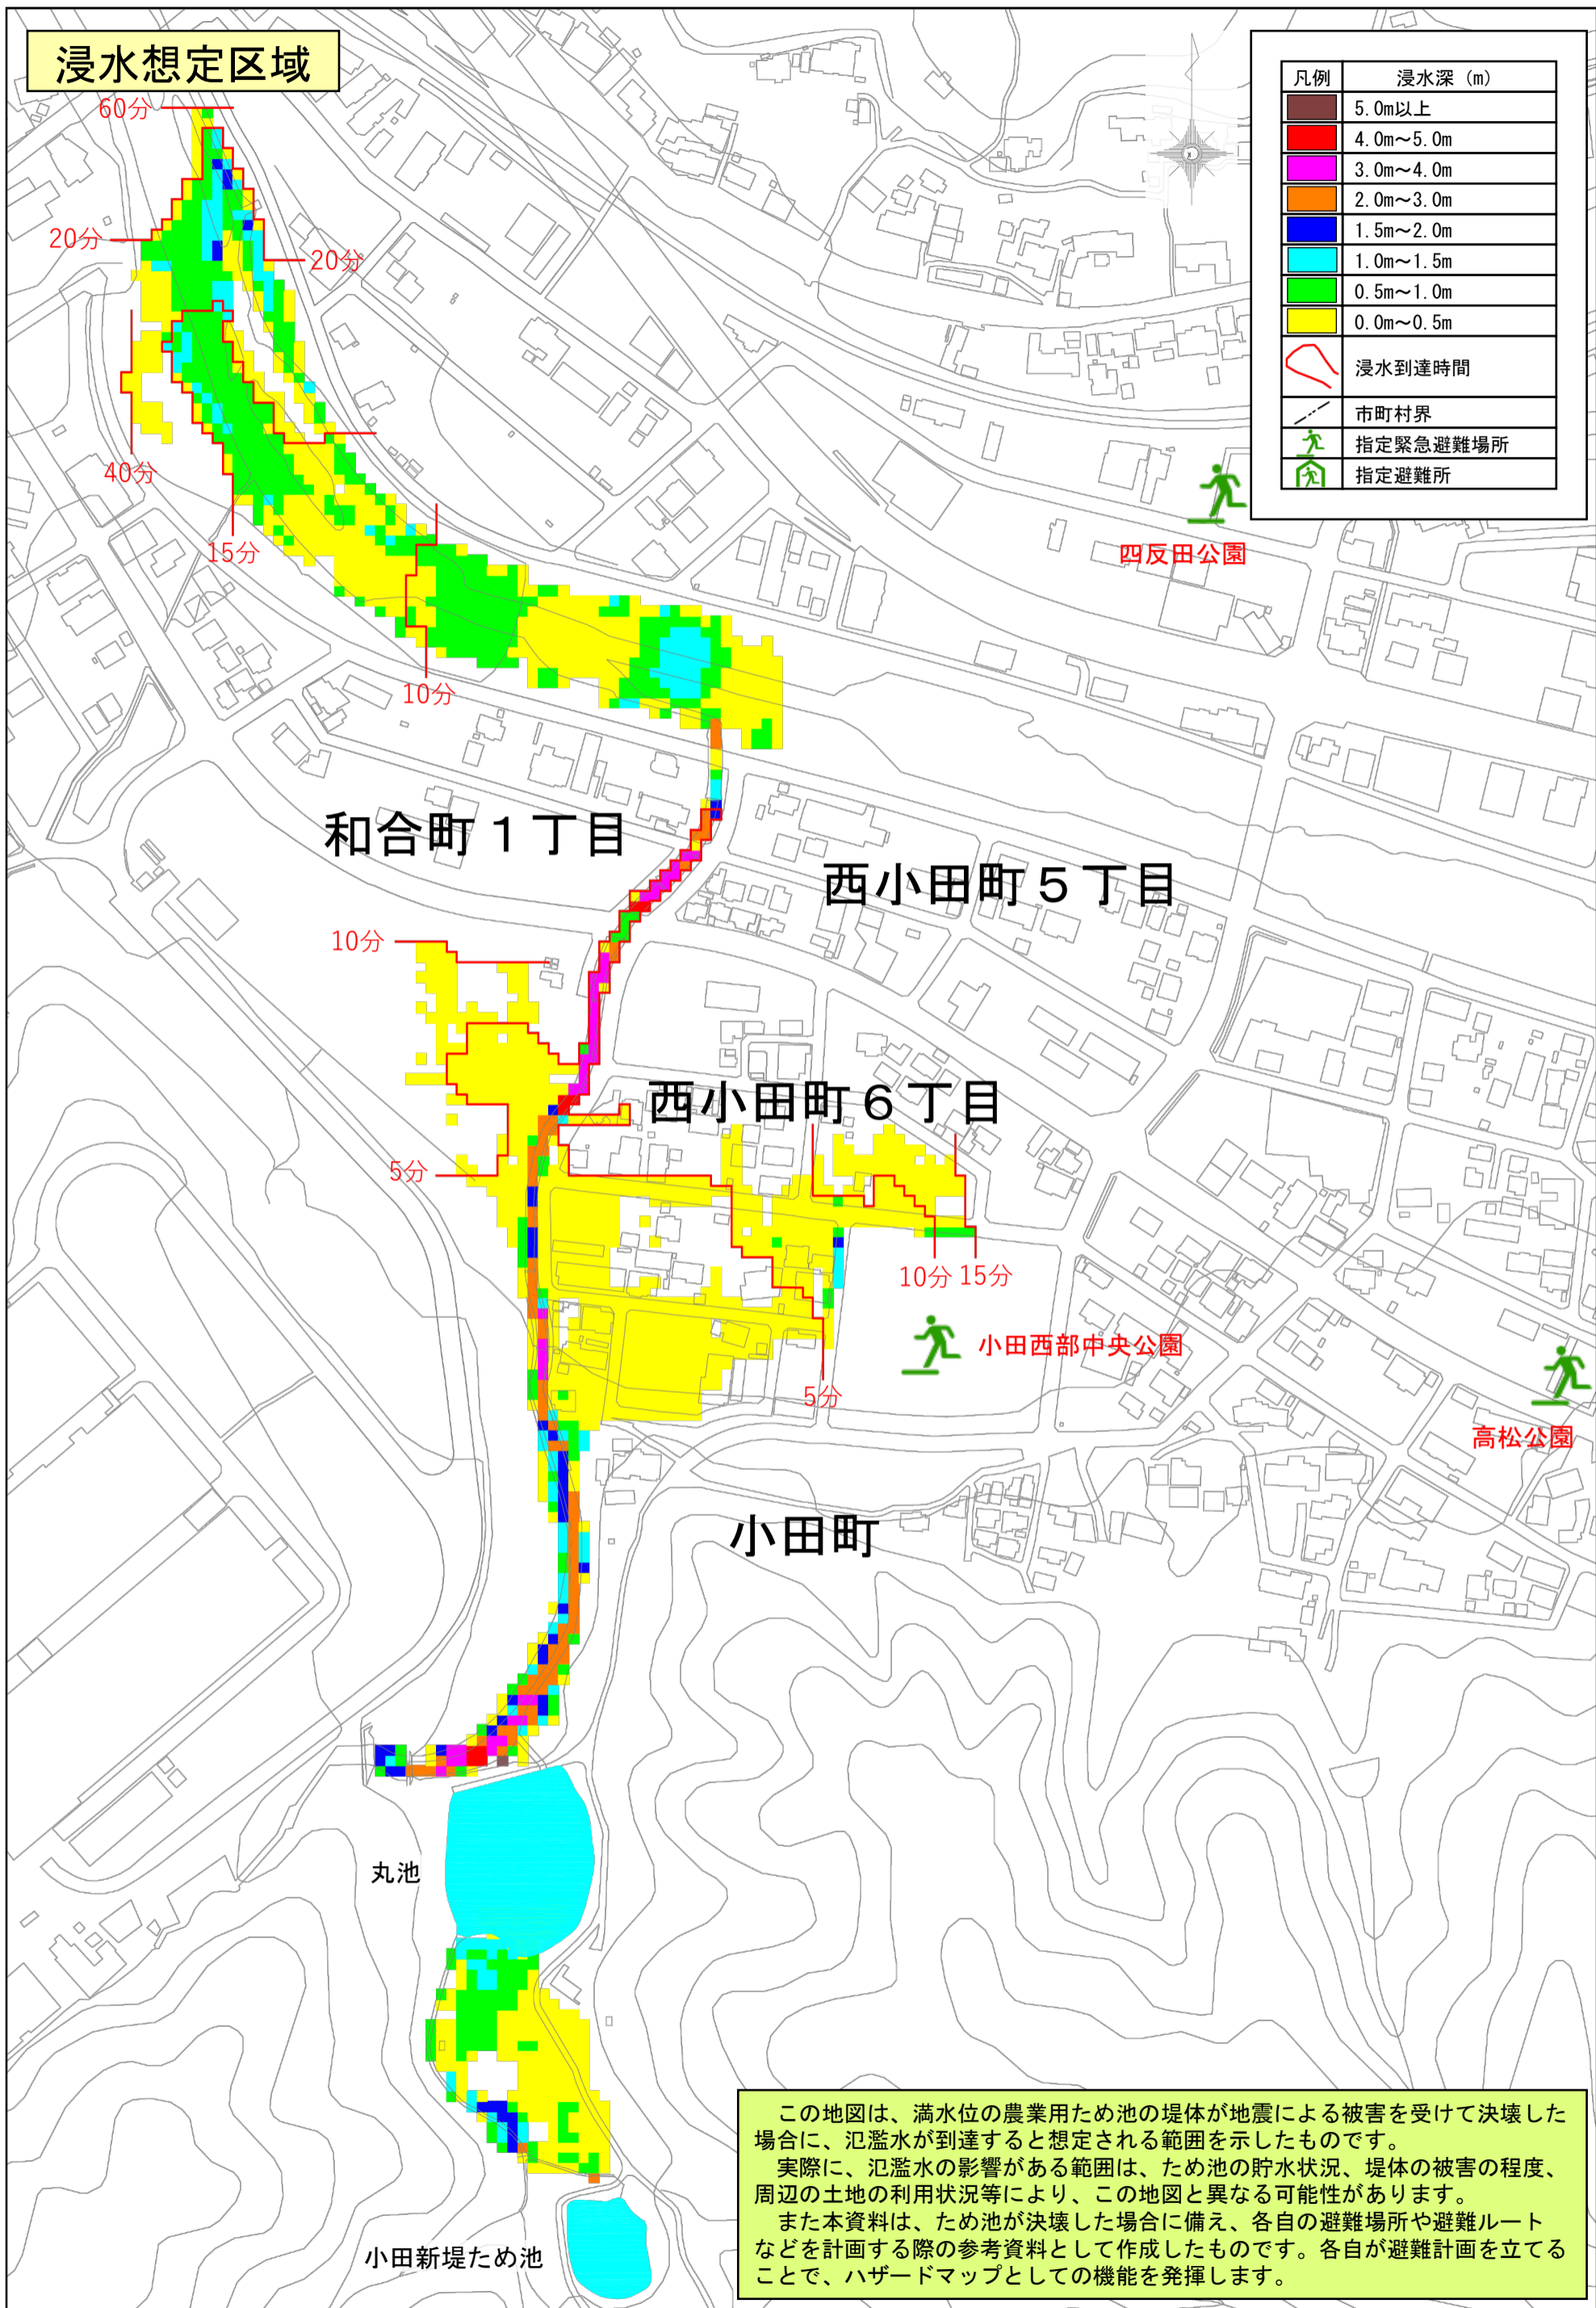 浸水想定区域
凡例 浸水深（m）
5.0m以上
4.0m～5.0m
3.0m～4.0m
2.0m～3.0m
1.5m～2.0m
1.0m～1.5m
0.5m～1.0m
0.0m～0.5m
浸水到達時間
市町村界
指定緊急避難場所
指定避難所
60分
20分
20分
40分
15分
10分
四反田公園
和合町１丁目
西小田町５丁目
10分
西小田町６丁目
5分
10分 15分
小田西部中央公園
5分
高松公園
小田町
丸池
小田新堤ため池
この地図は、満水位の農業用ため池の堤体が地震による被害を受けて決壊した
場合に、氾濫水が到達すると想定される範囲を示したものです。
実際に、氾濫水の影響がある範囲は、ため池の貯水状況、堤体の被害の程度、
周辺の土地の利用状況等により、この地図と異なる可能性があります。
また本資料は、ため池が決壊した場合に備え、各自の避難場所や避難ルート
などを計画する際の参考資料として作成したものです。各自が避難計画を立てる
ことで、ハザードマップとしての機能を発揮します。